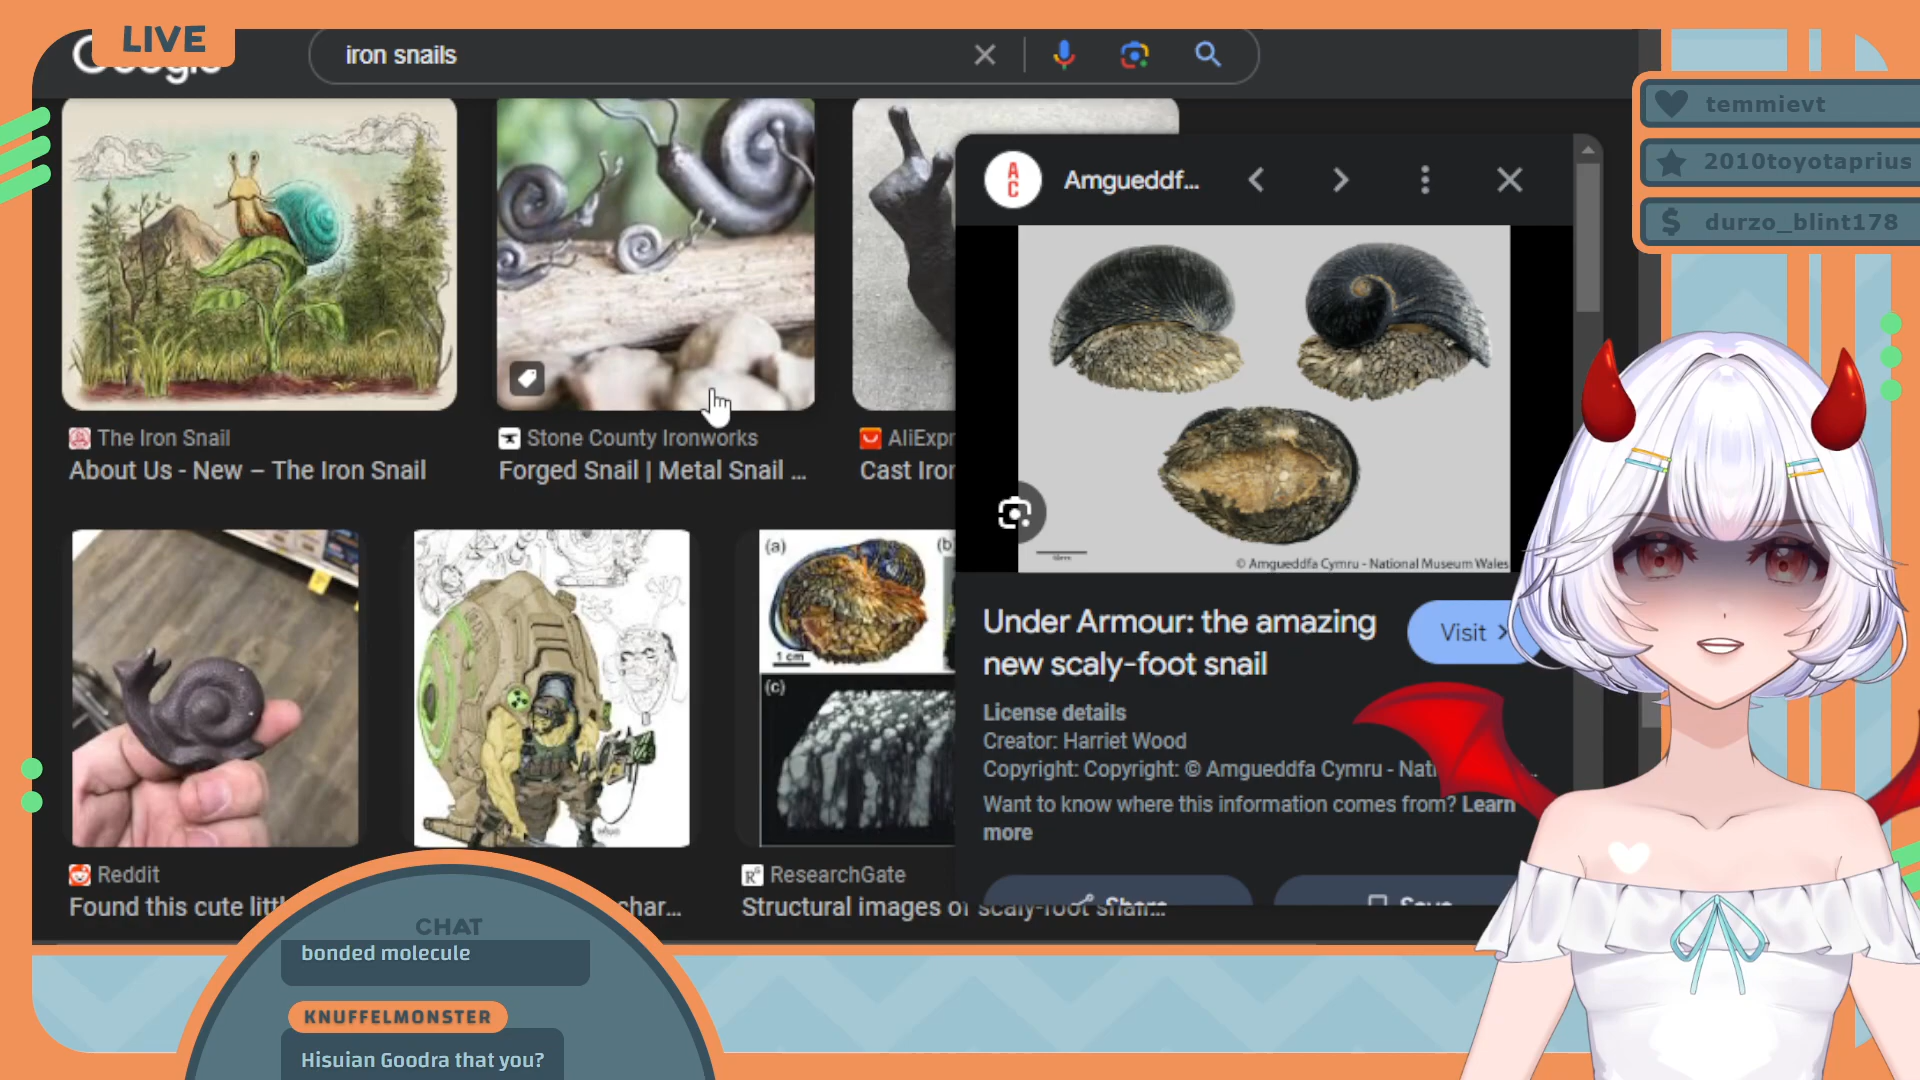 LIVE
Google
iron snails
temmievt
2010toyotaprius
durzo_blint178
The Iron Snail
About Us - New – The Iron Snail
Stone County Ironworks
Forged Snail | Metal Snail ...
AliExpr
Cast Iron
A
C
Amgueddf...
© Amgueddfa Cymru - National Museum Wales
Under Armour: the amazing
new scaly-foot snail
Visit
License details
Creator: Harriet Wood
Copyright: Copyright: © Amgueddfa Cymru - Nati
Want to know where this information comes from? Learn
more
Share
Save
(a)
(b)
1 cm
(c)
Reddit
Found this cute littl
char...
ResearchGate
Structural images of scaly-foot snail...
CHAT
bonded molecule
KNUFFELMONSTER
Hisuian Goodra that you?